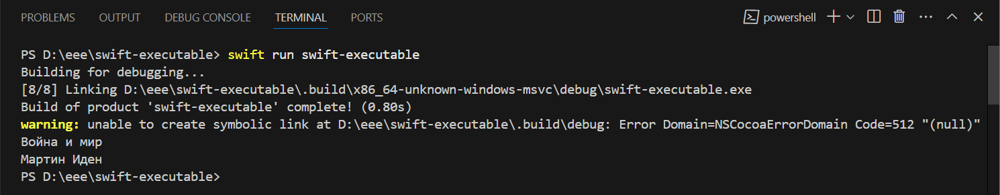 PROBLEMS OUTPUT DEBUG CONSOLE TERMINAL PORTS powershell
PS D:\eee\swift-executable> swift run swift-executable
Building for debugging...
[8/8] Linking D:\eee\swift-executable\.build\x86_64-unknown-windows-msvc\debug\swift-executable.exe
Build of product 'swift-executable' complete! (0.80s)
warning: unable to create symbolic link at D:\eee\swift-executable\.build\debug: Error Domain=NSCocoaErrorDomain Code=512 "(null)"
Война и мир
Мартин Иден
PS D:\eee\swift-executable>